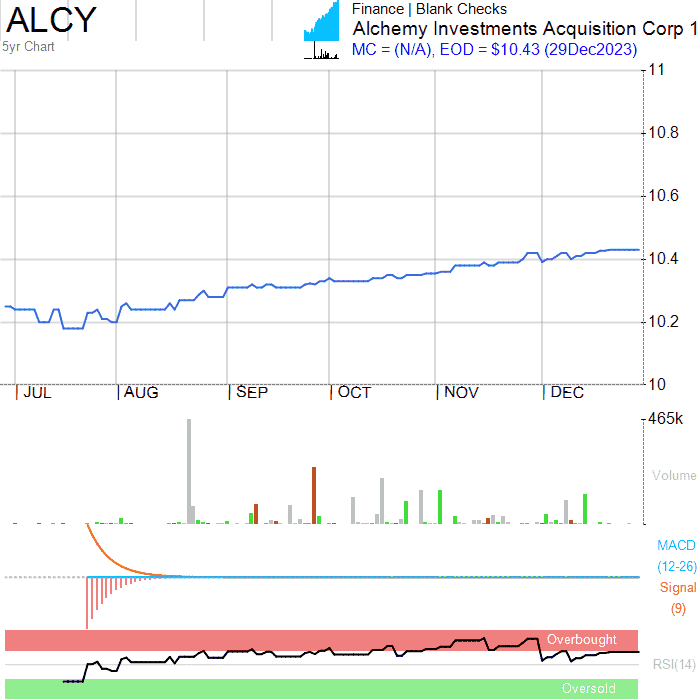 ALCY
5yr Chart
Finance | Blank Checks
Alchemy Investments Acquisition Corp 1
MC = (N/A), EOD = $10.43 (29Dec2023)
11
10.8
10.6
10.4
10.2
10
JUL AUG SEP OCT NOV DEC
465k
Volume
MACD
(12-26)
Signal
(9)
Overbought
RSI(14)
Oversold